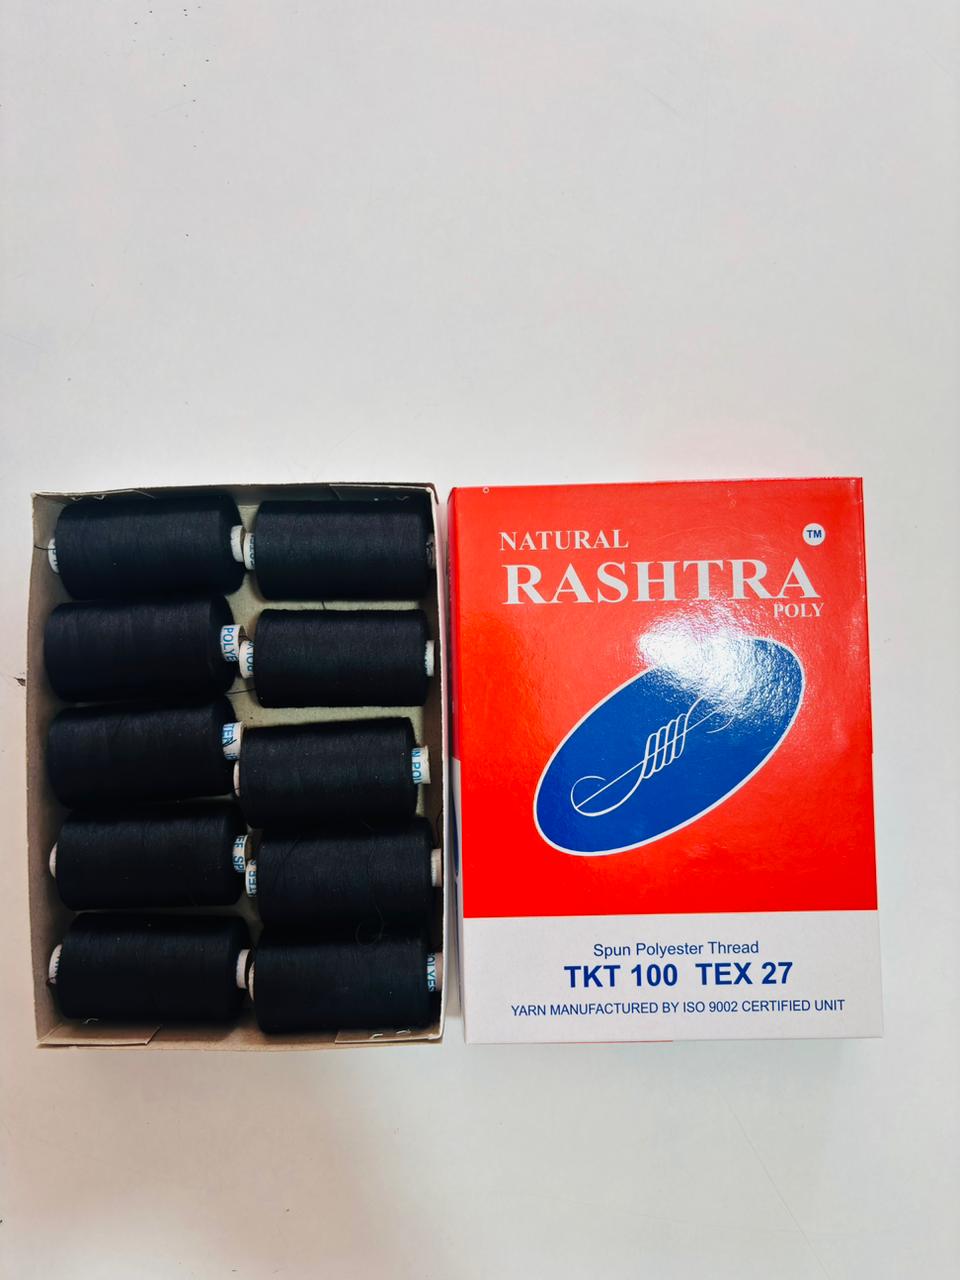 NATURAL
TM
RASHTRA
POLY
Spun Polyester Thread
TKT 100 TEX 27
YARN MANUFACTURED BY ISO 9002 CERTIFIED UNIT